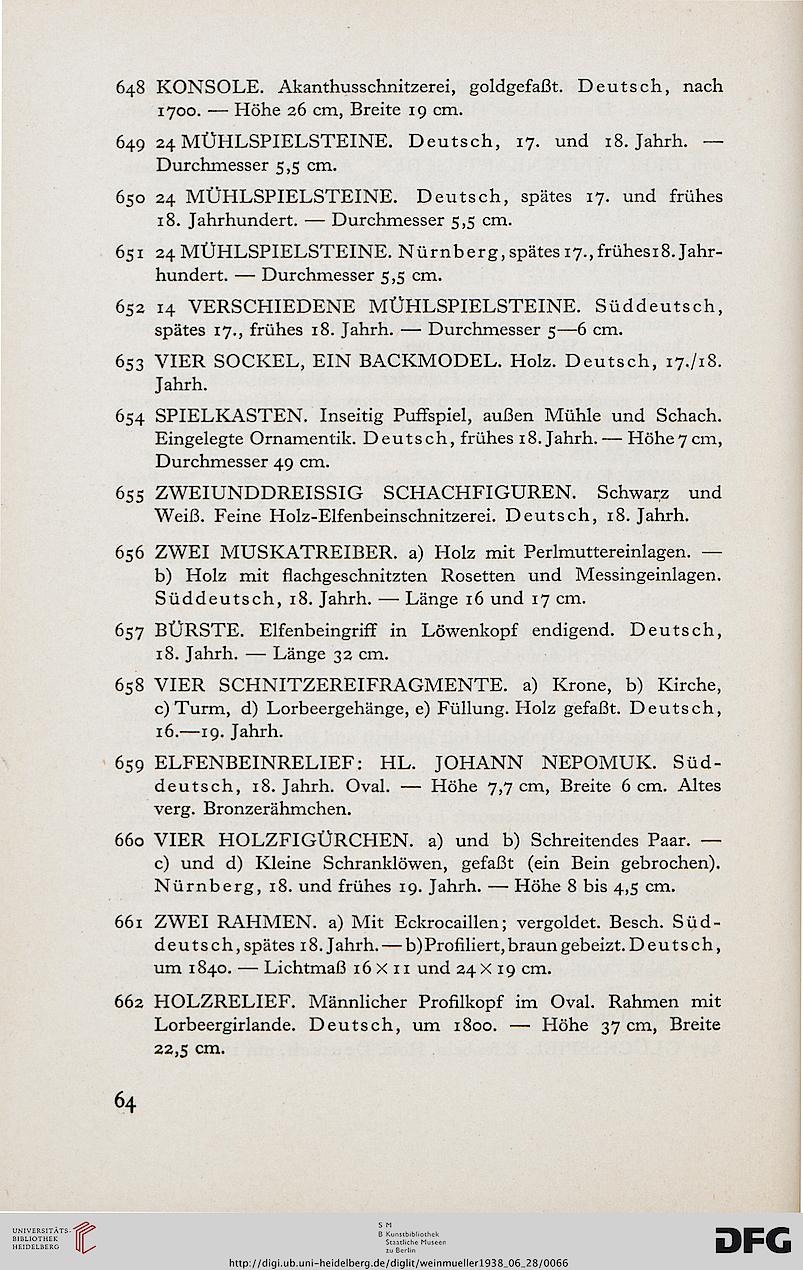 648 KONSOLE. Akanthusschnitzerei, goldgefaßt. Deutsch, nach
1700. — Höhe 26 cm, Breite 19 cm.
649 24 MÜHLSPIELSTEINE. Deutsch, 17. und 18. Jahrh. —
Durchmesser 5,5 cm.
650 24 MÜHLSPIELSTEINE. Deutsch, spätes 17. und frühes
18. Jahrhundert. — Durchmesser 5,5 cm.
651 24 MÜHLSPIELSTEINE. Nürnberg, spätes 17., frühes 18. Jahr-
hundert. — Durchmesser 5,5 cm.
652 14 VERSCHIEDENE MÜHLSPIELSTEINE. Süddeutsch,
spätes 17., frühes 18. Jahrh. — Durchmesser 5—6 cm.
653 VIER SOCKEL, EIN BACKMODEL. Holz. Deutsch, 17./18.
Jahrh.
654 SPIELKASTEN. Inseitig Puffspiel, außen Mühle und Schach.
Eingelegte Ornamentik. Deutsch, frühes 18. Jahrh. — Höhe 7 cm,
Durchmesser 49 cm.
655 ZWEIUNDDREISSIG SCHACHFIGUREN. Schwarz und
Weiß. Feine Holz-Elfenbeinschnitzerei. Deutsch, 18. Jahrh.
656 ZWEI MUSKATREIBER. a) Holz mit Perlmuttereinlagen. —
b) Holz mit flachgeschnitzten Rosetten und Messingeinlagen.
Süddeutsch, 18. Jahrh. — Länge 16 und 17 cm.
657 BÜRSTE. Elfenbeingriff in Löwenkopf endigend. Deutsch,
18. Jahrh. — Länge 32 cm.
658 VIER SCHNITZEREIFRAGMENTE. a) Krone, b) Kirche,
c) Turm, d) Lorbeergehänge, e) Füllung. Holz gefaßt. Deutsch,
16.—19. Jahrh.
659 ELFENBEINRELIEF: HL. JOHANN NEPOMUK. Süd-
deutsch, 18. Jahrh. Oval. — Höhe 7,7 cm, Breite 6 cm. Altes
verg. Bronzerähmchen.
660 VIER HOLZFIGÜRCHEN. a) und b) Schreitendes Paar. —
c) und d) Kleine Schranklöwen, gefaßt (ein Bein gebrochen).
Nürnberg, 18. und frühes 19. Jahrh. — Höhe 8 bis 4,5 cm.
661 ZWEI RAHMEN. a) Mit Eckrocaillen; vergoldet. Besch. Süd-
deutsch, spätes 18. Jahrh. — b) Profiliert, braun gebeizt. Deutsch,
um 1840. — Lichtmaß 16 × 11 und 24 × 19 cm.
662 HOLZRELIEF. Männlicher Profilkopf im Oval. Rahmen mit
Lorbeergirlande. Deutsch, um 1800. — Höhe 37 cm, Breite
22,5 cm.
64
UNIVERSITÄTS-
BIBLIOTHEK
HEIDELBERG
S M
B Kunstbibliothek
Staatliche Museen
zu Berlin
DFG
http://digi.ub.uni-heidelberg.de/diglit/weinmueller1938_06_28/0066